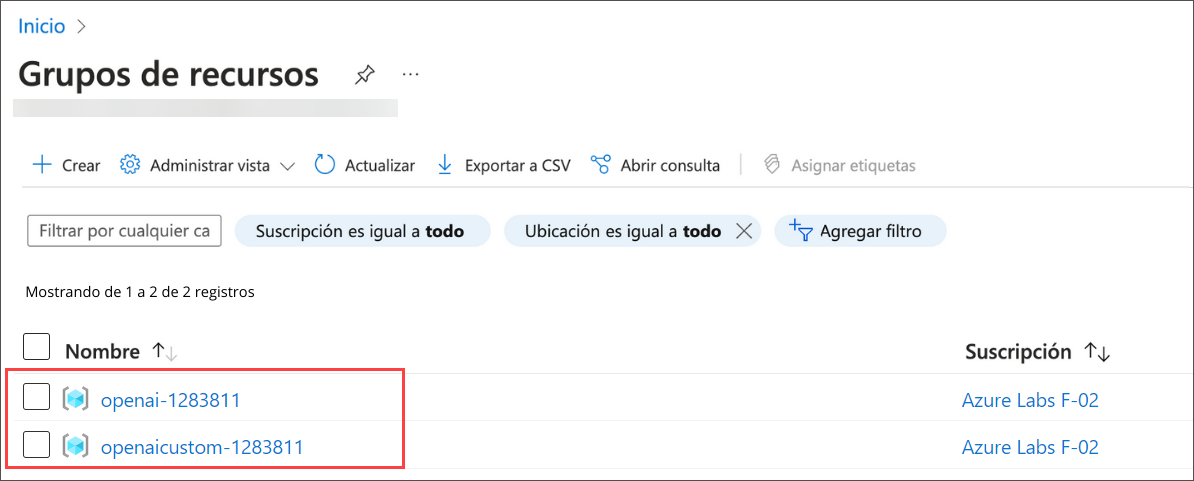 Inicio
Grupos de recursos
Crear Administrar vista Actualizar Exportar a CSV Abrir consulta Asignar etiquetas
Filtrar por cualquier ca Suscripción es igual a todo Ubicación es igual a todo Agregar filtro
Mostrando de 1 a 2 de 2 registros
Nombre Suscripción
openai-1283811 Azure Labs F-02
openaicustom-1283811 Azure Labs F-02